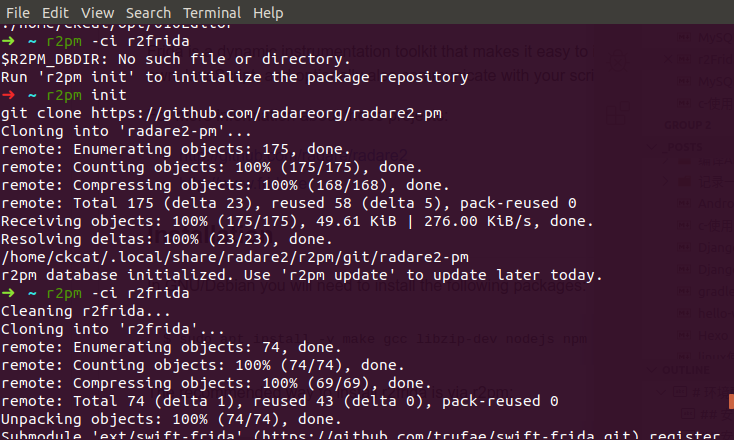 File Edit View Search Terminal Help
➜ ~ r2pm -ci r2frida
$R2PM_DBDIR: No such file or directory.
Run 'r2pm init' to initialize the package repository
➜ ~ r2pm init
git clone https://github.com/radareorg/radare2-pm
Cloning into 'radare2-pm'...
remote: Enumerating objects: 175, done.
remote: Counting objects: 100% (175/175), done.
remote: Compressing objects: 100% (168/168), done.
remote: Total 175 (delta 23), reused 58 (delta 5), pack-reused 0
Receiving objects: 100% (175/175), 49.61 KiB | 276.00 KiB/s, done.
Resolving deltas: 100% (23/23), done.
/home/ckcat/.local/share/radare2/r2pm/git/radare2-pm
r2pm database initialized. Use 'r2pm update' to update later today.
➜ ~ r2pm -ci r2frida
Cleaning r2frida...
Cloning into 'r2frida'...
remote: Enumerating objects: 74, done.
remote: Counting objects: 100% (74/74), done.
remote: Compressing objects: 100% (69/69), done.
remote: Total 74 (delta 1), reused 43 (delta 0), pack-reused 0
Unpacking objects: 100% (74/74), done.
Submodule 'ext/swift-frida' (https://github.com/trufae/swift-frida.git) register